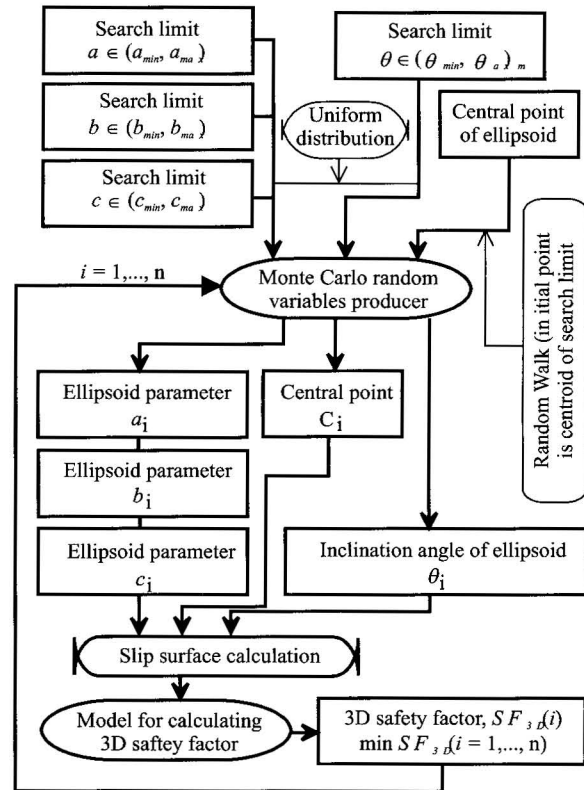 Search limit
a ∈ (a_min, a_ma)
Search limit
b ∈ (b_min, b_ma)
Search limit
c ∈ (c_min, c_ma)
Uniform
distribution
Search limit
θ ∈ (θ_min, θ_a)_m
Central point
of ellipsoid
Random Walk (in itial point
is centroid of search limit
i = 1,..., n
Monte Carlo random
variables producer
Ellipsoid parameter
a_i
Central point
C_i
Ellipsoid parameter
b_i
Ellipsoid parameter
c_i
Inclination angle of ellipsoid
θ_i
Slip surface calculation
Model for calculating
3D saftey factor
3D safety factor, SF_3D(i)
min SF_3D(i = 1,..., n)